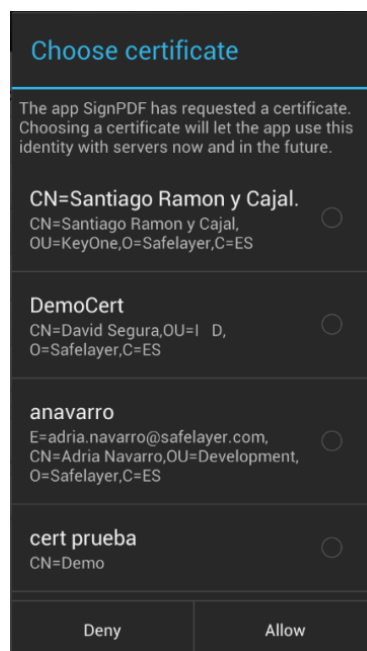 Choose certificate
The app SignPDF has requested a certificate.
Choosing a certificate will let the app use this
identity with servers now and in the future.
CN=Santiago Ramon y Cajal.
CN=Santiago Ramon y Cajal,
OU=KeyOne,O=Safelayer,C=ES
DemoCert
CN=David Segura,OU=I D,
O=Safelayer,C=ES
anavarro
E=adria.navarro@safelayer.com,
CN=Adria Navarro,OU=Development,
O=Safelayer,C=ES
cert prueba
CN=Demo
Deny Allow